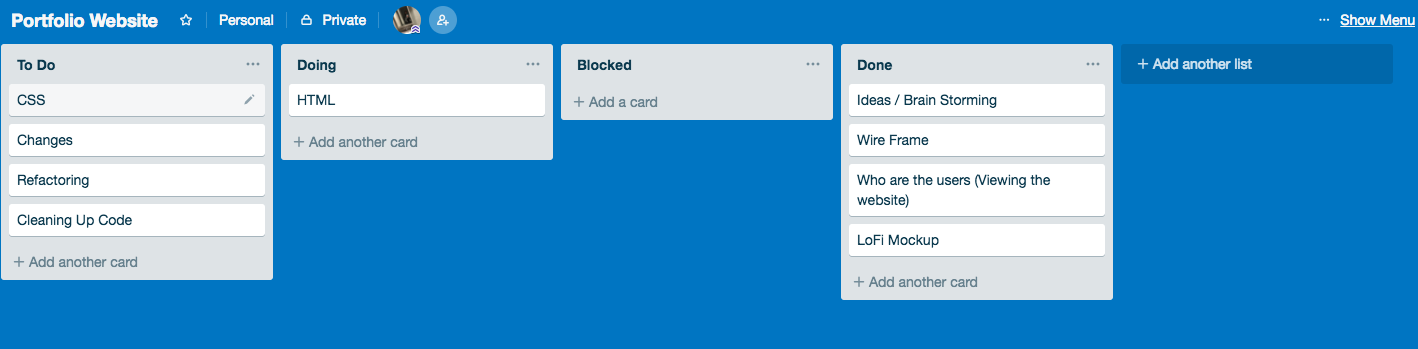 Portfolio Website
Personal
Private
... Show Menu
To Do ...
CSS
Changes
Refactoring
Cleaning Up Code
+ Add another card
Doing ...
HTML
+ Add another card
Blocked ...
+ Add a card
Done ...
Ideas / Brain Storming
Wire Frame
Who are the users (Viewing the
website)
LoFi Mockup
+ Add another card
+ Add another list